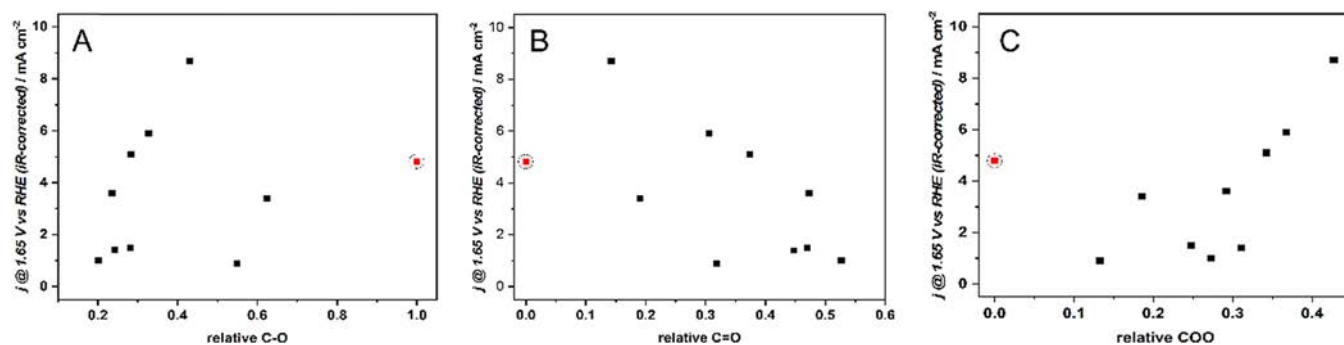 A
j @1.65 V vs RHE (iR-corrected) / mA cm⁻²
10
8
6
4
2
0
0.2 0.4 0.6 0.8 1.0
relative C-O
B
j @1.65 V vs RHE (iR-corrected) / mA cm⁻²
10
8
6
4
2
0
0.0 0.1 0.2 0.3 0.4 0.5 0.6
relative C=O
C
j @1.65 V vs RHE (iR-corrected) / mA cm⁻²
10
8
6
4
2
0
0.0 0.1 0.2 0.3 0.4
relative COO